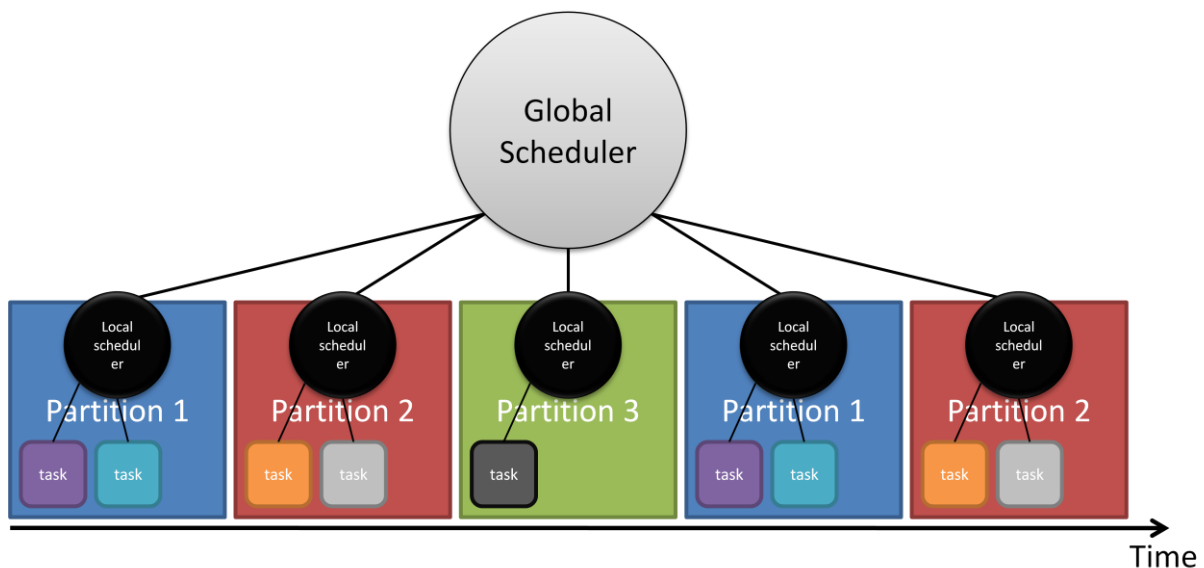 Global
Scheduler
Local
schedul
er
Partition 1
task
task
Local
schedul
er
Partition 2
task
task
Local
schedul
er
Partition 3
task
Local
schedul
er
Partition 1
task
task
Local
schedul
er
Partition 2
task
task
Time